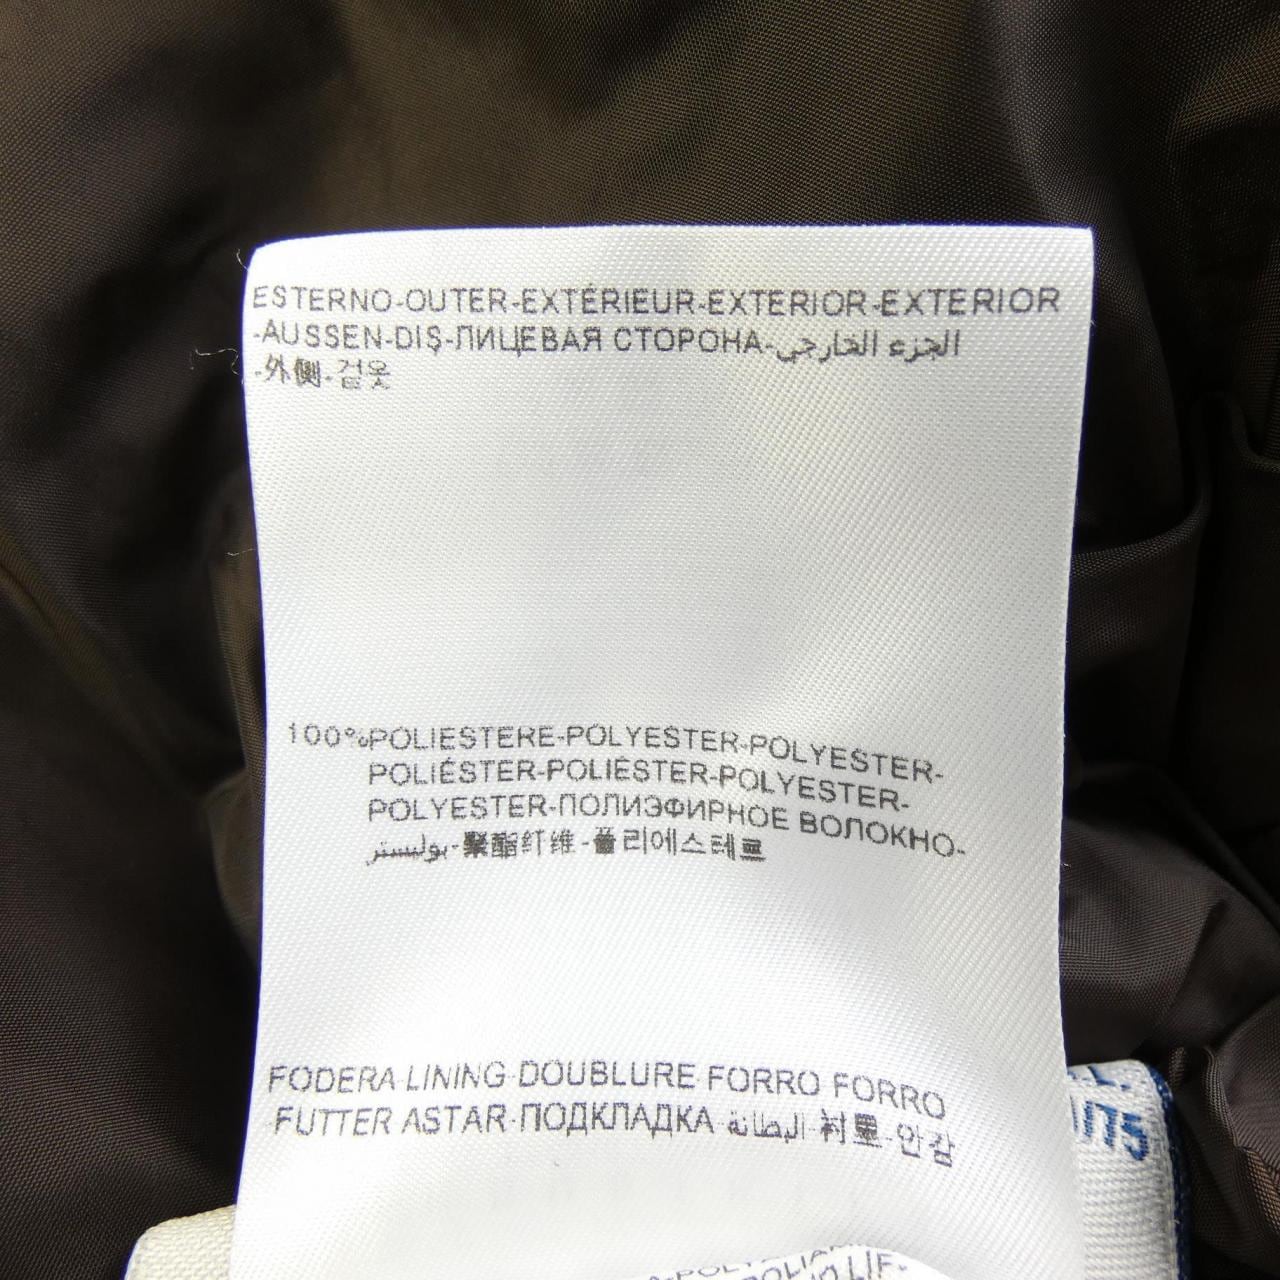 ESTERNO-OUTER-EXTÉRIEUR-EXTERIOR-EXTERIOR
-AUSSEN-DIŞ-ЛИЦЕВАЯ СТОРОНА-الجزء الخارجي
-外侧-겉옷
100%POLIESTERE-POLYESTER-POLYESTER-
POLIÉSTER-POLIÉSTER-POLYESTER-
POLYESTER-ПОЛИЭФИРНОЕ ВОЛОКНО-
بوليستر-聚酯纤维-폴리에스테르
FODERA-LINING-DOUBLURE-FORRO-FORRO
-FUTTER-ASTAR-ПОДКЛАДКА-البطانة-衬里-안감
/175